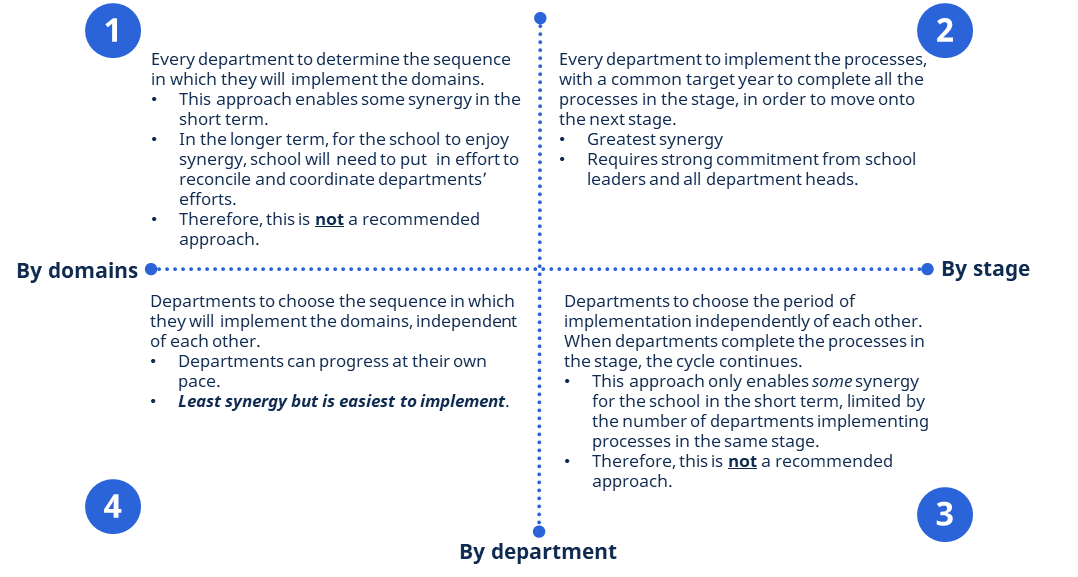 1
Every department to determine the sequence
in which they will implement the domains.
• This approach enables some synergy in the
short term.
• In the longer term, for the school to enjoy
synergy, school will need to put in effort to
reconcile and coordinate departments’
efforts.
• Therefore, this is not a recommended
approach.
2
Every department to implement the processes,
with a common target year to complete all the
processes in the stage, in order to move onto
the next stage.
• Greatest synergy
• Requires strong commitment from school
leaders and all department heads.
By domains
By stage
Departments to choose the sequence in which
they will implement the domains, independent
of each other.
• Departments can progress at their own
pace.
• Least synergy but is easiest to implement.
4
Departments to choose the period of
implementation independently of each other.
When departments complete the processes in
the stage, the cycle continues.
• This approach only enables some synergy
for the school in the short term, limited by
the number of departments implementing
processes in the same stage.
• Therefore, this is not a recommended
approach.
3
By department